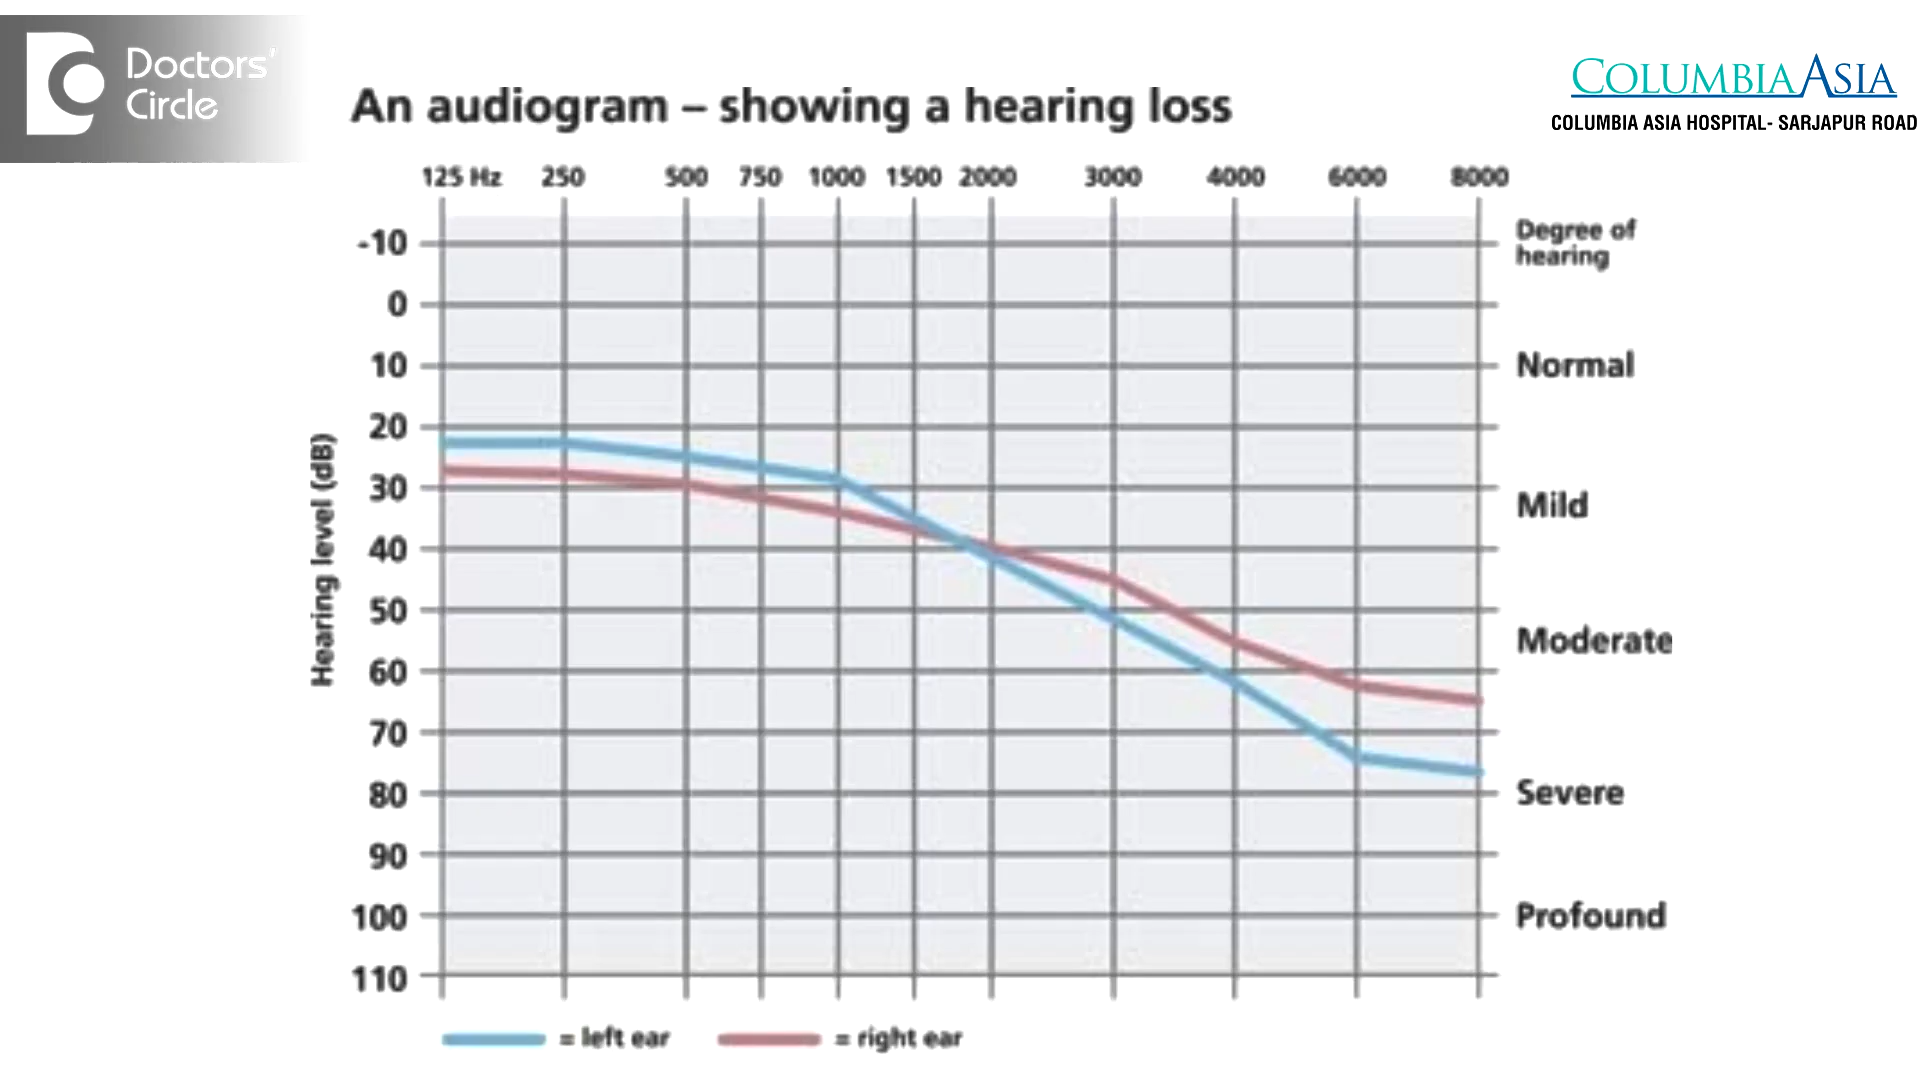 Doctors'
Circle
COLUMBIA ASIA
COLUMBIA ASIA HOSPITAL- SARJAPUR ROAD
An audiogram – showing a hearing loss
125 Hz 250 500 750 1000 1500 2000 3000 4000 6000 8000
Degree of
hearing
-10
0
10 Normal
20
30
Mild
40
50
Moderate
60
70
80 Severe
90
100 Profound
110
Hearing level (dB)
= left ear = right ear